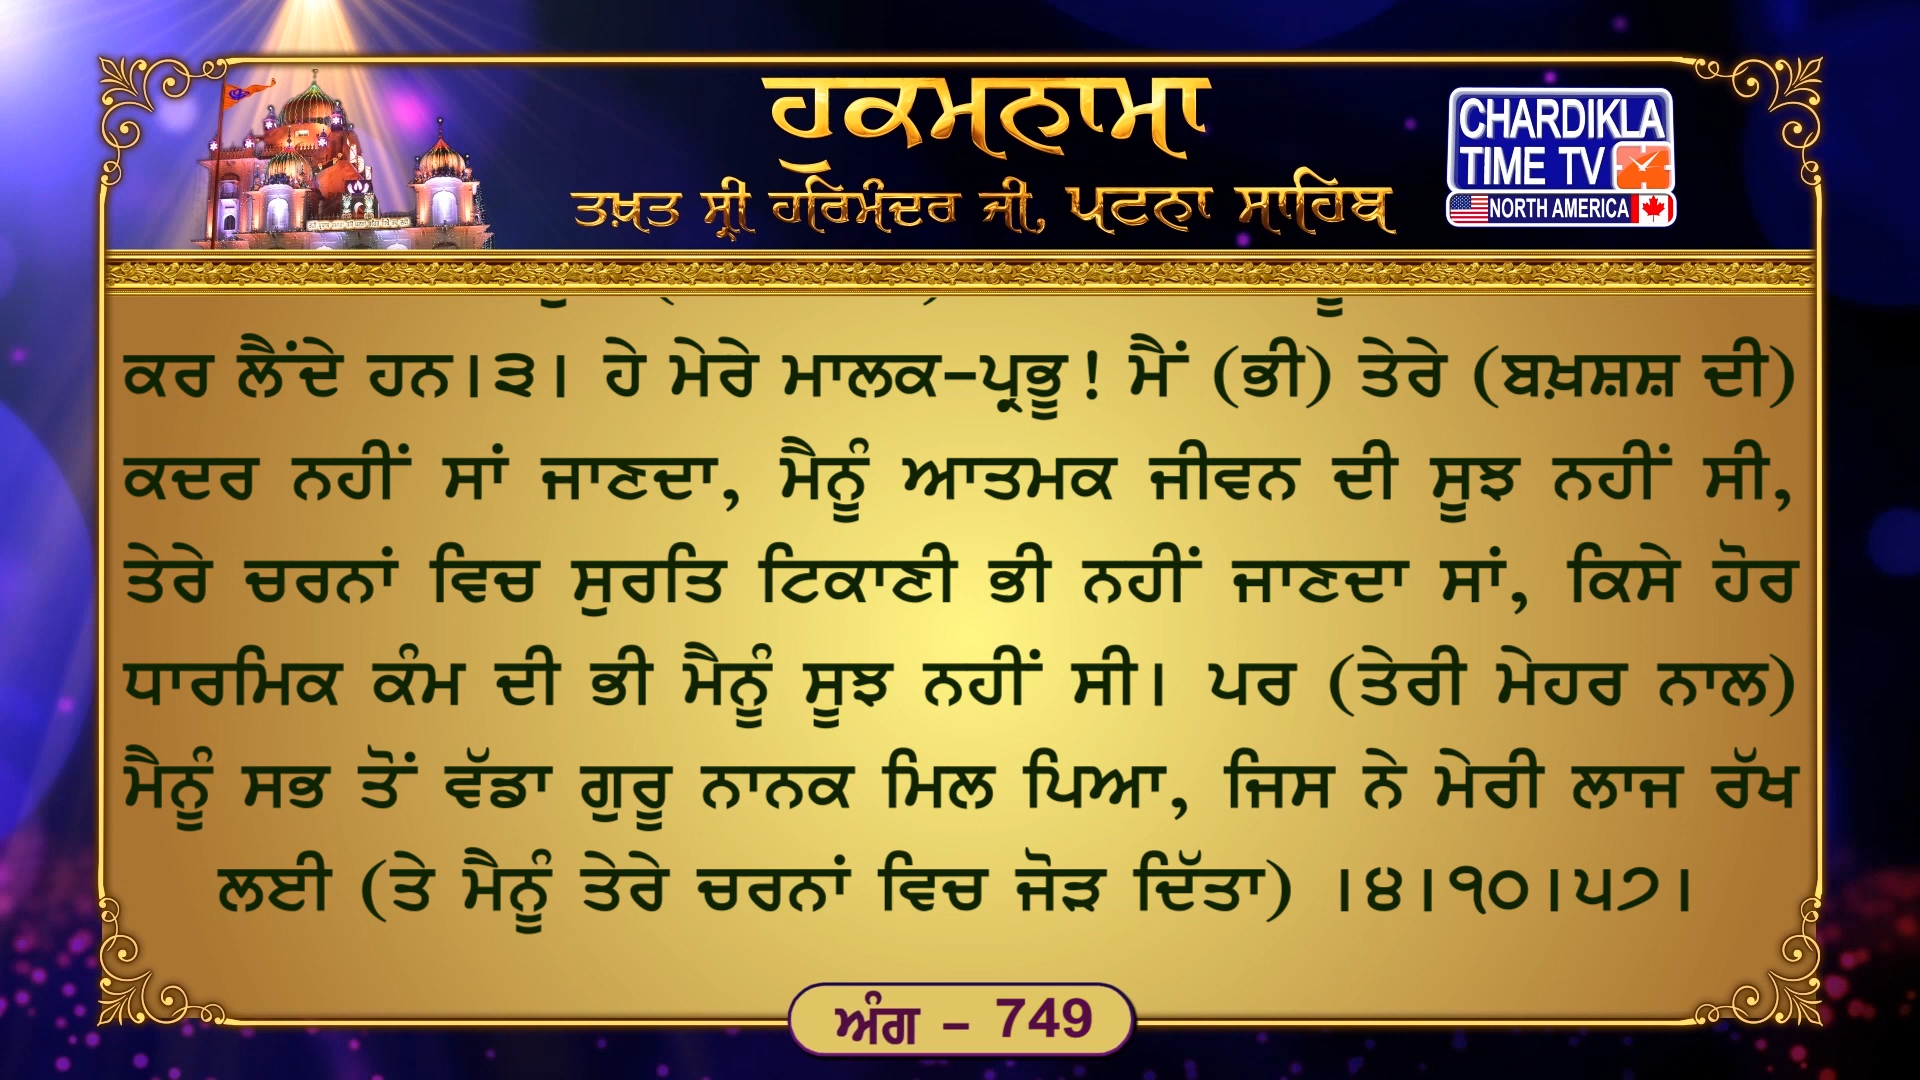 ਹੁਕਮਨਾਮਾ
ਤਖ਼ਤ ਸ੍ਰੀ ਹਰਿਮੰਦਰ ਜੀ, ਪਟਨਾ ਸਾਹਿਬ
CHARDIKLA
TIME TV
NORTH AMERICA
ਕਰ ਲੈਂਦੇ ਹਨ।੩। ਹੇ ਮੇਰੇ ਮਾਲਕ-ਪ੍ਰਭੂ! ਮੈਂ (ਭੀ) ਤੇਰੇ (ਬਖ਼ਸ਼ਸ਼ ਦੀ)
ਕਦਰ ਨਹੀਂ ਸਾਂ ਜਾਣਦਾ, ਮੈਨੂੰ ਆਤਮਕ ਜੀਵਨ ਦੀ ਸੂਝ ਨਹੀਂ ਸੀ,
ਤੇਰੇ ਚਰਨਾਂ ਵਿਚ ਸੁਰਤਿ ਟਿਕਾਣੀ ਭੀ ਨਹੀਂ ਜਾਣਦਾ ਸਾਂ, ਕਿਸੇ ਹੋਰ
ਧਾਰਮਿਕ ਕੰਮ ਦੀ ਭੀ ਮੈਨੂੰ ਸੂਝ ਨਹੀਂ ਸੀ। ਪਰ (ਤੇਰੀ ਮੇਹਰ ਨਾਲ)
ਮੈਨੂੰ ਸਭ ਤੋਂ ਵੱਡਾ ਗੁਰੂ ਨਾਨਕ ਮਿਲ ਪਿਆ, ਜਿਸ ਨੇ ਮੇਰੀ ਲਾਜ ਰੱਖ
ਲਈ (ਤੇ ਮੈਨੂੰ ਤੇਰੇ ਚਰਨਾਂ ਵਿਚ ਜੋੜ ਦਿੱਤਾ) ।੪।੧੦।੫੭।
ਅੰਗ - 749